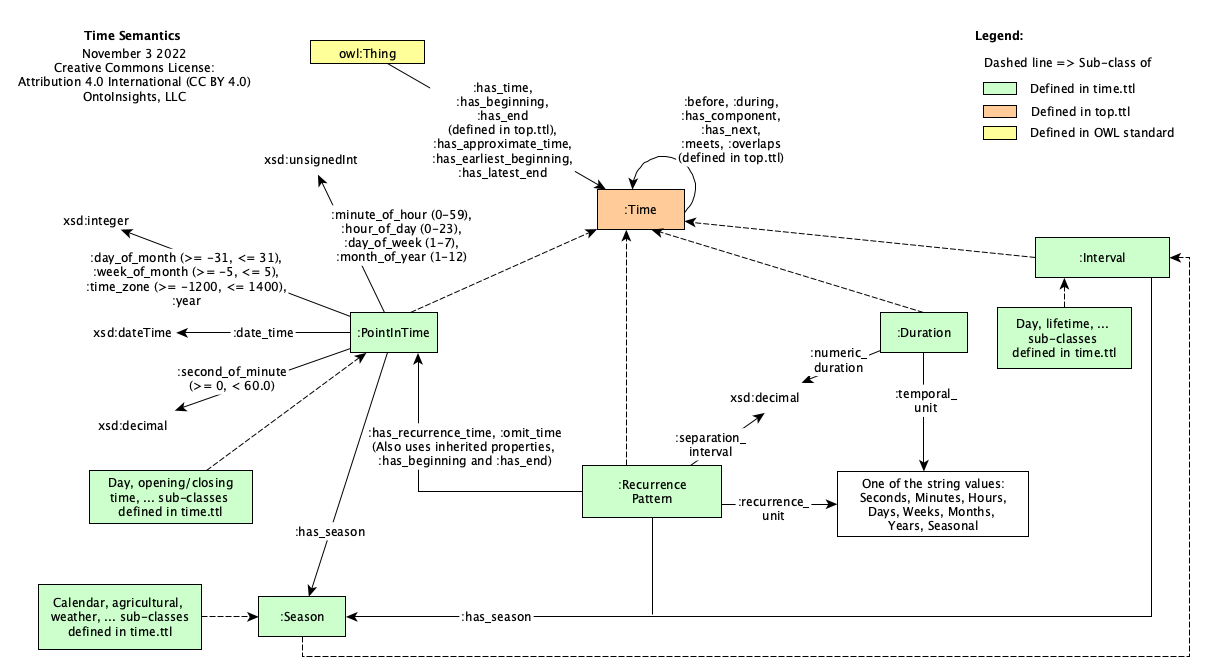 Time Semantics
November 3 2022
Creative Commons License:
Attribution 4.0 International (CC BY 4.0)
OntoInsights, LLC
owl:Thing
Legend:
Dashed line => Sub-class of
Defined in time.ttl
Defined in top.ttl
Defined in OWL standard
:has_time,
:has_beginning,
:has_end
(defined in top.ttl),
:has_approximate_time,
:has_earliest_beginning,
:has_latest_end
:before, :during,
:has_component,
:has_next,
:meets, :overlaps
(defined in top.ttl)
xsd:unsignedInt
:Time
:minute_of_hour (0-59),
:hour_of_day (0-23),
:day_of_week (1-7),
:month_of_year (1-12)
xsd:integer
:day_of_month (>= -31, <= 31),
:week_of_month (>= -5, <= 5),
:time_zone (>= -1200, <= 1400),
:year
:Interval
Day, lifetime, ...
sub-classes
defined in time.ttl
xsd:dateTime
:date_time
:PointInTime
:Duration
:second_of_minute
(>= 0, < 60.0)
xsd:decimal
:numeric_
duration
xsd:decimal
:temporal_
unit
:has_recurrence_time, :omit_time
(Also uses inherited properties,
:has_beginning and :has_end)
:separation_
interval
Day, opening/closing
time, ... sub-classes
defined in time.ttl
:Recurrence
Pattern
:recurrence_
unit
One of the string values:
Seconds, Minutes, Hours,
Days, Weeks, Months,
Years, Seasonal
:has_season
Calendar, agricultural,
weather, ... sub-classes
defined in time.ttl
:Season
:has_season